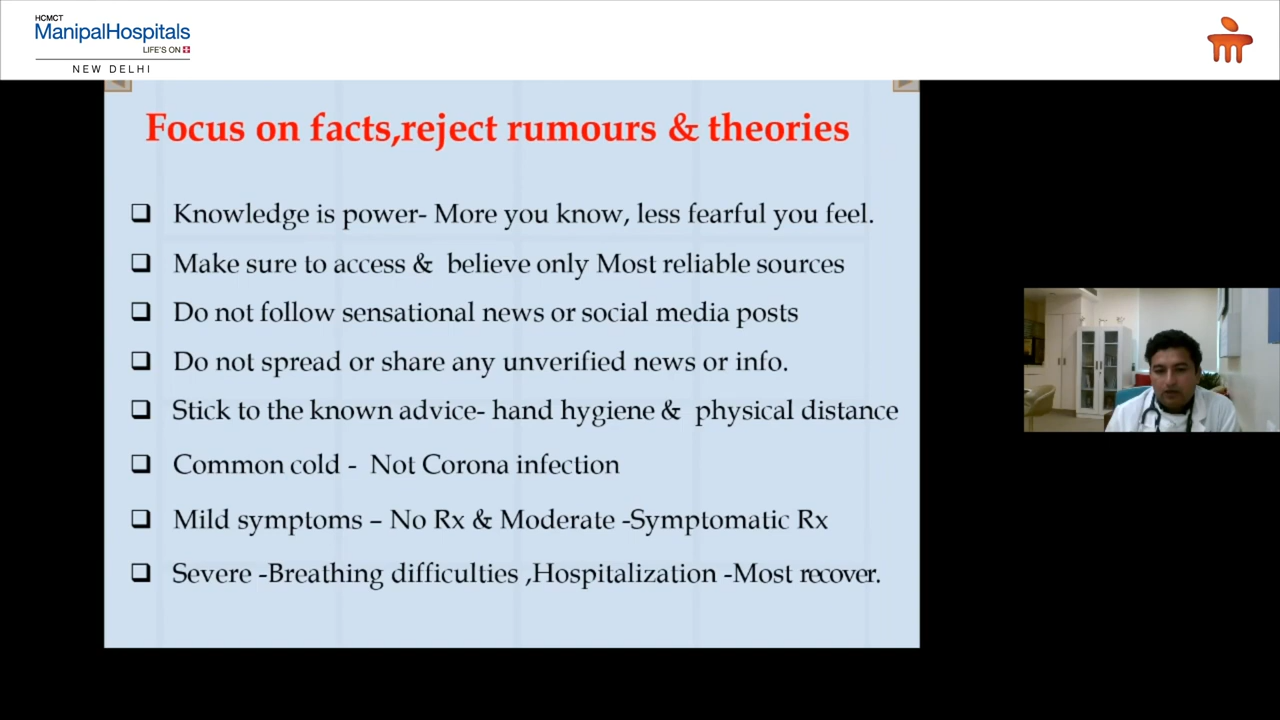 HCMCT
ManipalHospitals
LIFE'S ON
NEW DELHI
Focus on facts,reject rumours & theories
Knowledge is power- More you know, less fearful you feel.
Make sure to access & believe only Most reliable sources
Do not follow sensational news or social media posts
Do not spread or share any unverified news or info.
Stick to the known advice- hand hygiene & physical distance
Common cold - Not Corona infection
Mild symptoms – No Rx & Moderate -Symptomatic Rx
Severe -Breathing difficulties ,Hospitalization -Most recover.